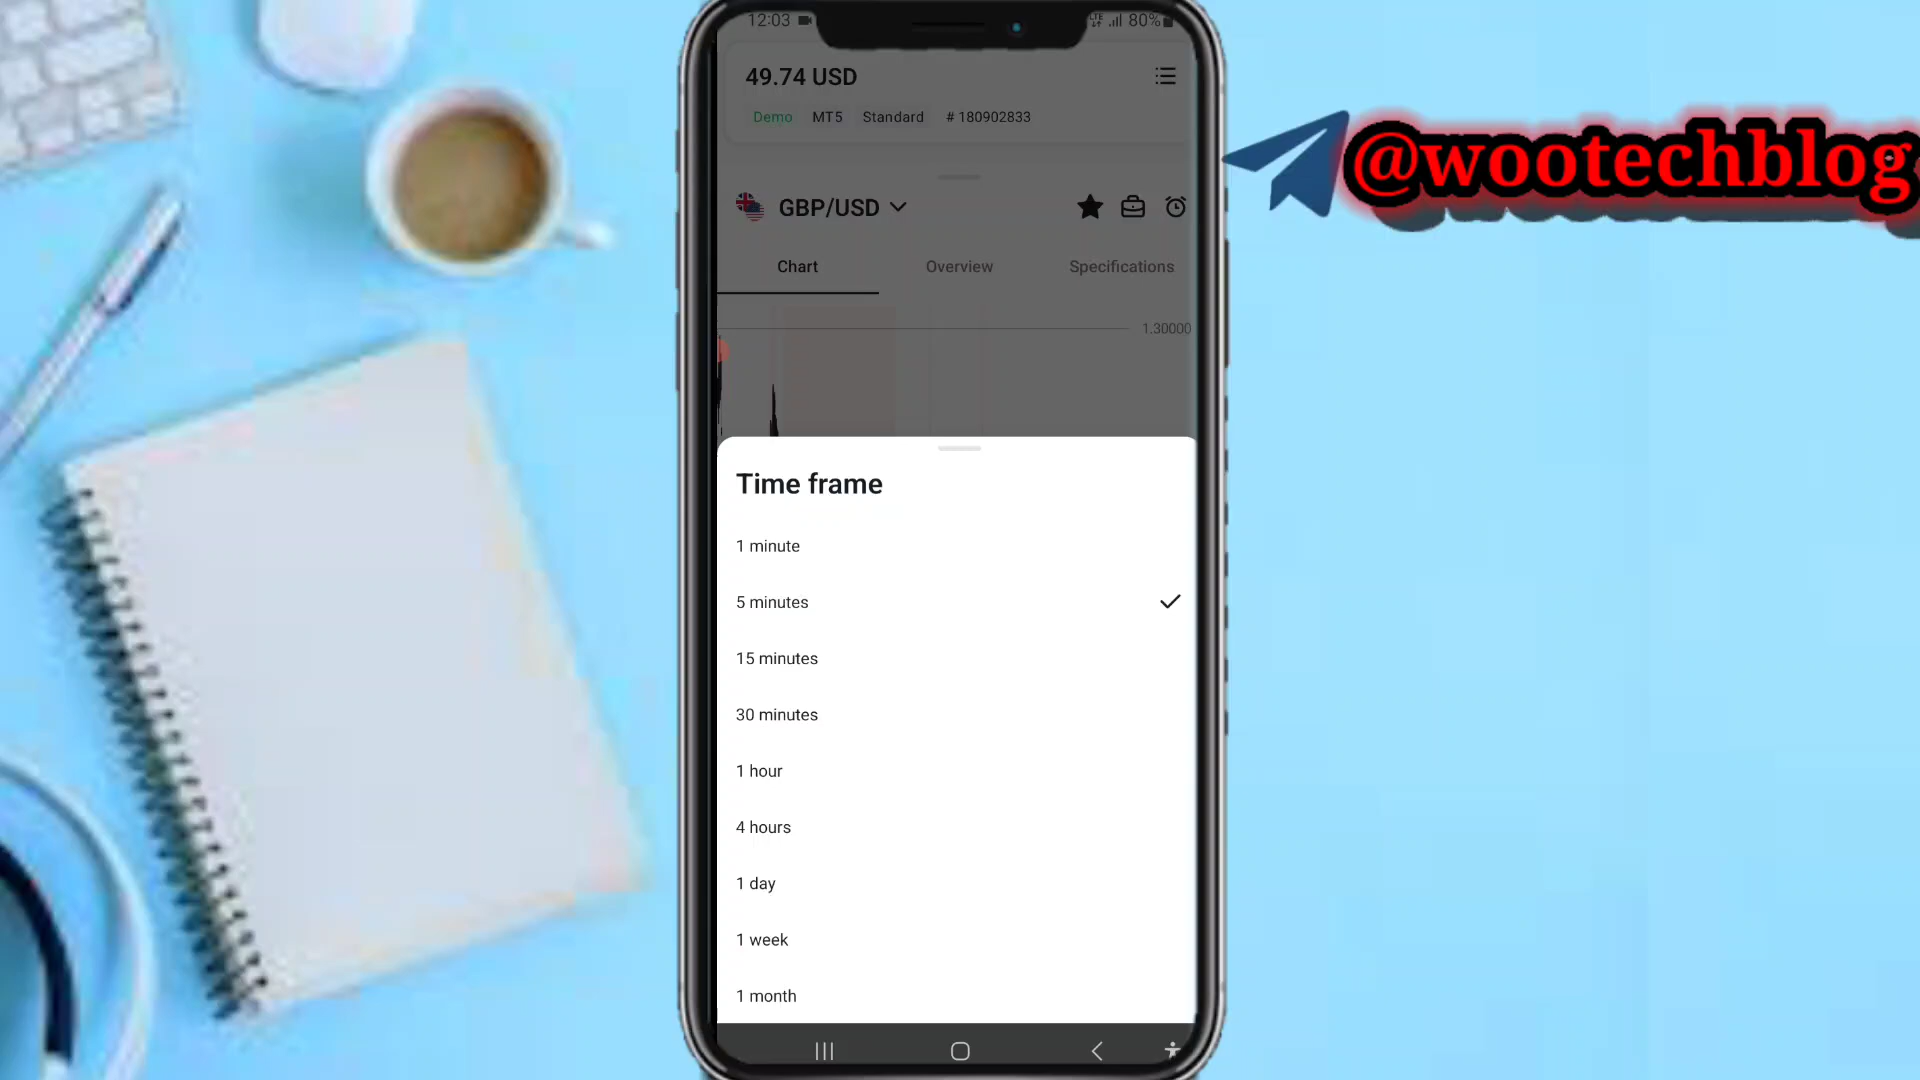 12:03
LTE
80%
49.74 USD
Demo MT5 Standard # 180902833
@wootechblog
GBP/USD
Chart Overview Specifications
1.30000
Time frame
1 minute
5 minutes
15 minutes
30 minutes
1 hour
4 hours
1 day
1 week
1 month